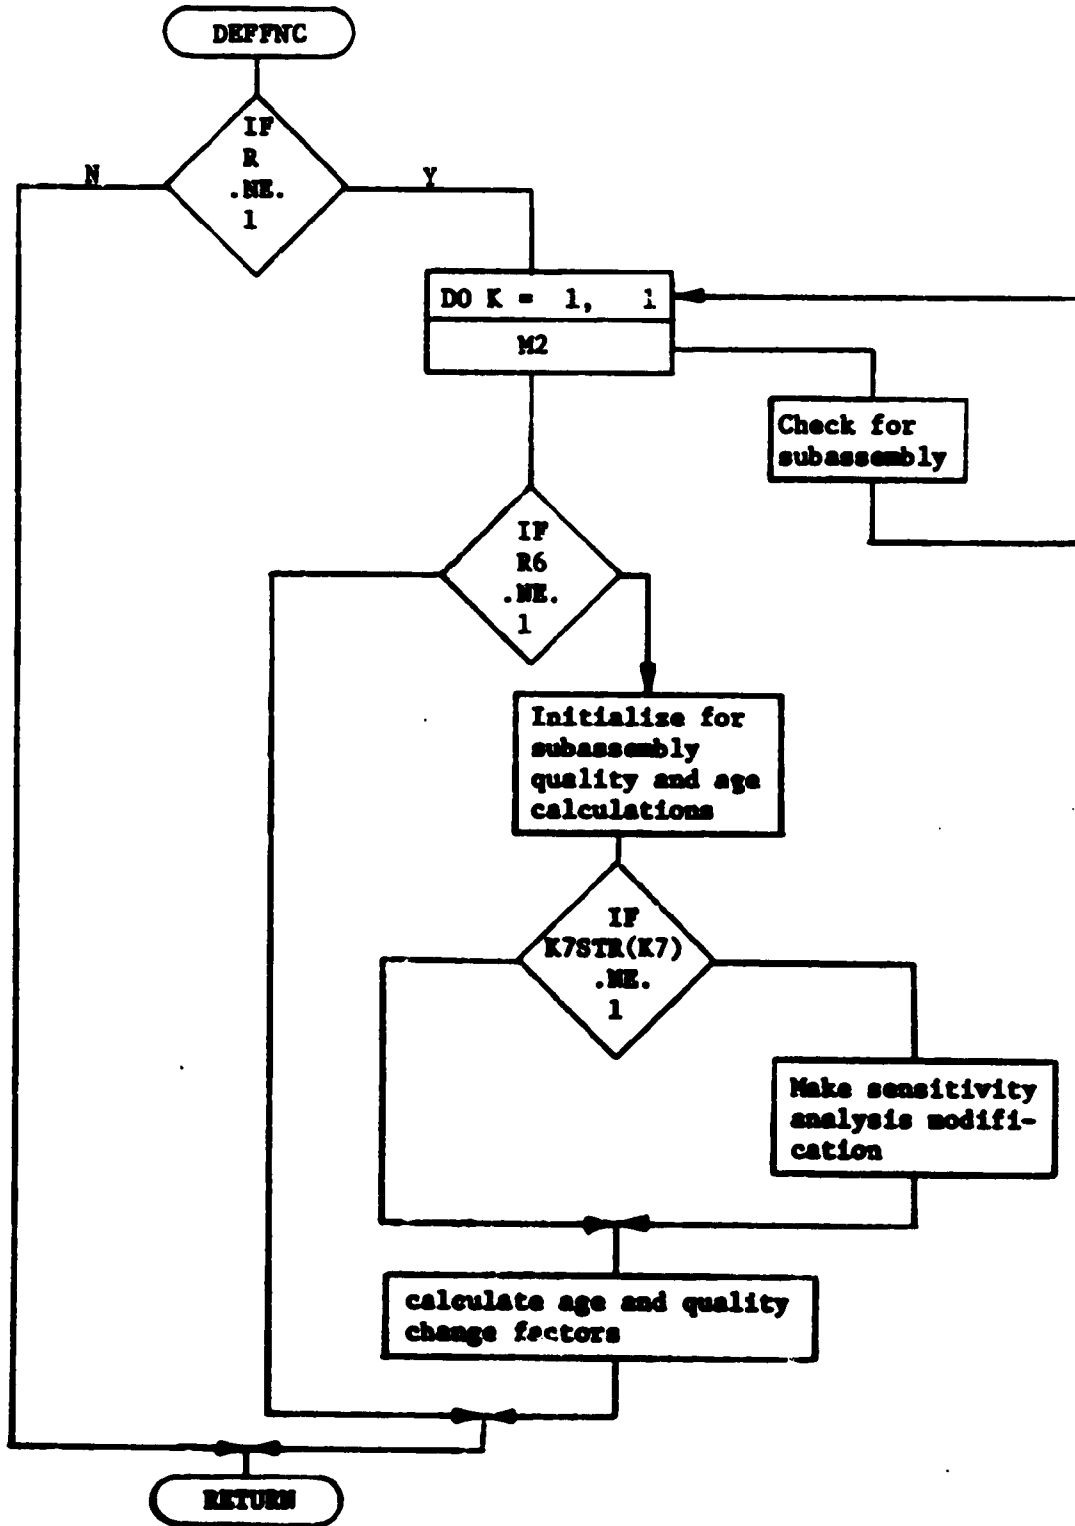 DEFFNC
IF
R
.NE.
1
N
Y
DO K = 1, 1
M2
Check for
subassembly
IF
R6
.NE.
1
Initialize for
subassembly
quality and age
calculations
IF
K7STR(K7)
.NE.
1
Make sensitivity
analysis modifi-
cation
calculate age and quality
change factors
RETURN